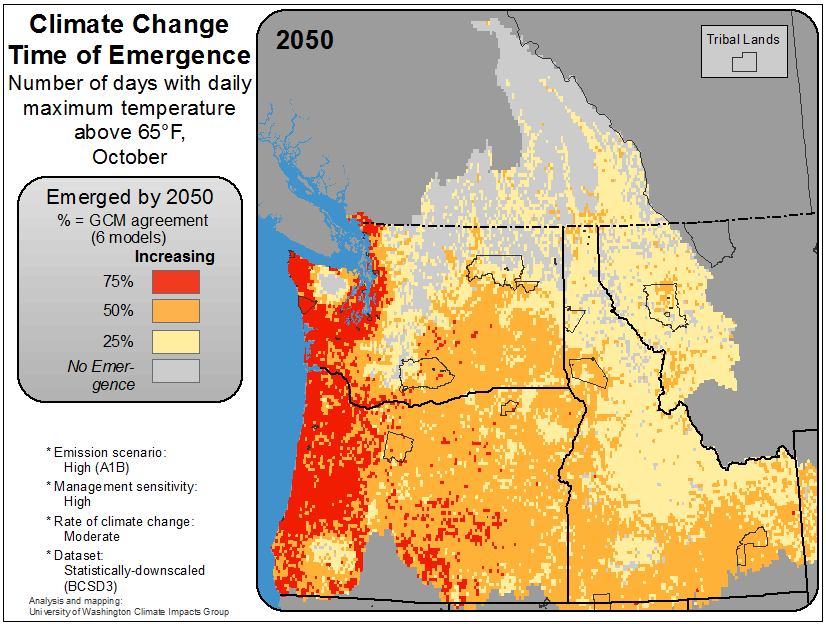 Climate Change
Time of Emergence
Number of days with daily
maximum temperature
above 65°F,
October
Emerged by 2050
% = GCM agreement
(6 models)
Increasing
75%
50%
25%
No Emer-
gence
* Emission scenario:
High (A1B)
* Management sensitivity:
High
* Rate of climate change:
Moderate
* Dataset:
Statistically-downscaled
(BCSD3)
Analysis and mapping:
University of Washington Climate Impacts Group
2050
Tribal Lands